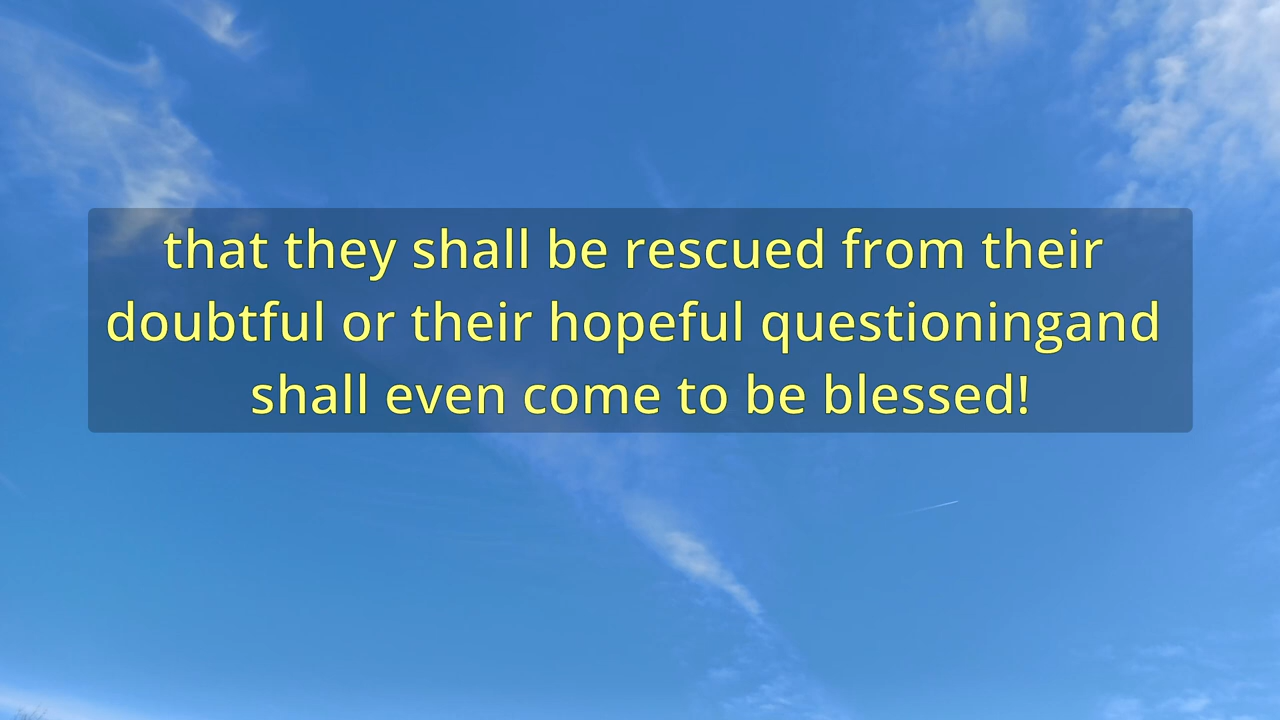 that they shall be rescued from their
doubtful or their hopeful questioningand
shall even come to be blessed!